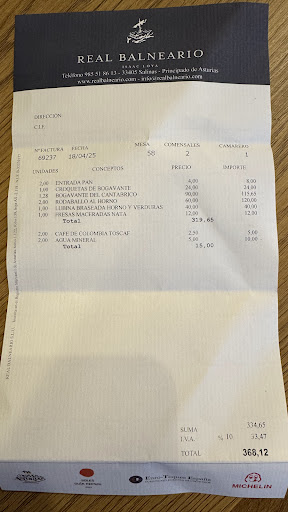 REAL BALNEARIO
ISAAC LOYA
Teléfono 985 51 86 13 - 33405 Salinas - Principado de Asturias
www.realbalneario.com - info@realbalneario.com
DIRECCION
C.I.F.
NºFACTURA FECHA MESA COMENSALES CAMARERO
69237 18/04/25 58 2 1
UNIDADES CONCEPTOS PRECIO IMPORTE
2,00 ENTRADA PAN 4,00 8,00
1,00 CROQUETAS DE BOGAVANTE 24,00 24,00
1,28 BOGAVANTE DEL CANTABRICO 90,00 115,65
2,00 RODABALLO AL HORNO 60,00 120,00
1,00 LUBINA BRASEADA HORNO Y VERDURAS 40,00 40,00
1,00 FRESAS MACERADAS NATA 12,00 12,00
Total 319,65
2,00 CAFE DE COLOMBIA TOSCAF 2,50 5,00
2,00 AGUA MINERAL 5,00 10,00
Total 15,00
SUMA 334,65
I.V.A. % 10 33,47
TOTAL 368,12
MICHELIN